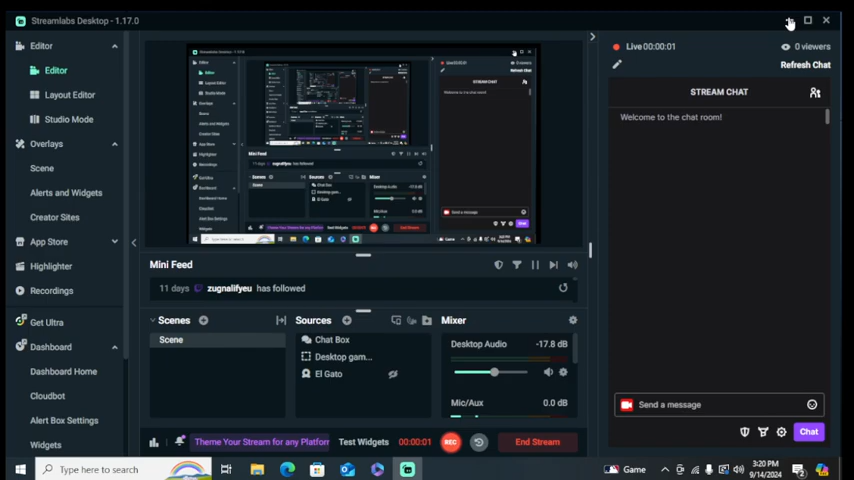 Streamlabs Desktop - 1.17.0
Editor
Editor
Layout Editor
Studio Mode
Overlays
Scene
Alerts and Widgets
Creator Sites
App Store
Highlighter
Recordings
Get Ultra
Dashboard
Dashboard Home
Cloudbot
Alert Box Settings
Widgets
Mini Feed
11 days zugnalifyeu has followed
Scenes
Scene
Sources
Chat Box
Desktop gam...
El Gato
Mixer
Desktop Audio -17.8 dB
Mic/Aux 0.0 dB
Theme Your Stream for any Platform
Test Widgets
00:00:01
REC
End Stream
Live 00:00:01
0 viewers
Refresh Chat
STREAM CHAT
Welcome to the chat room!
Send a message
Chat
Type here to search
Game
3:20 PM
9/14/2024
2